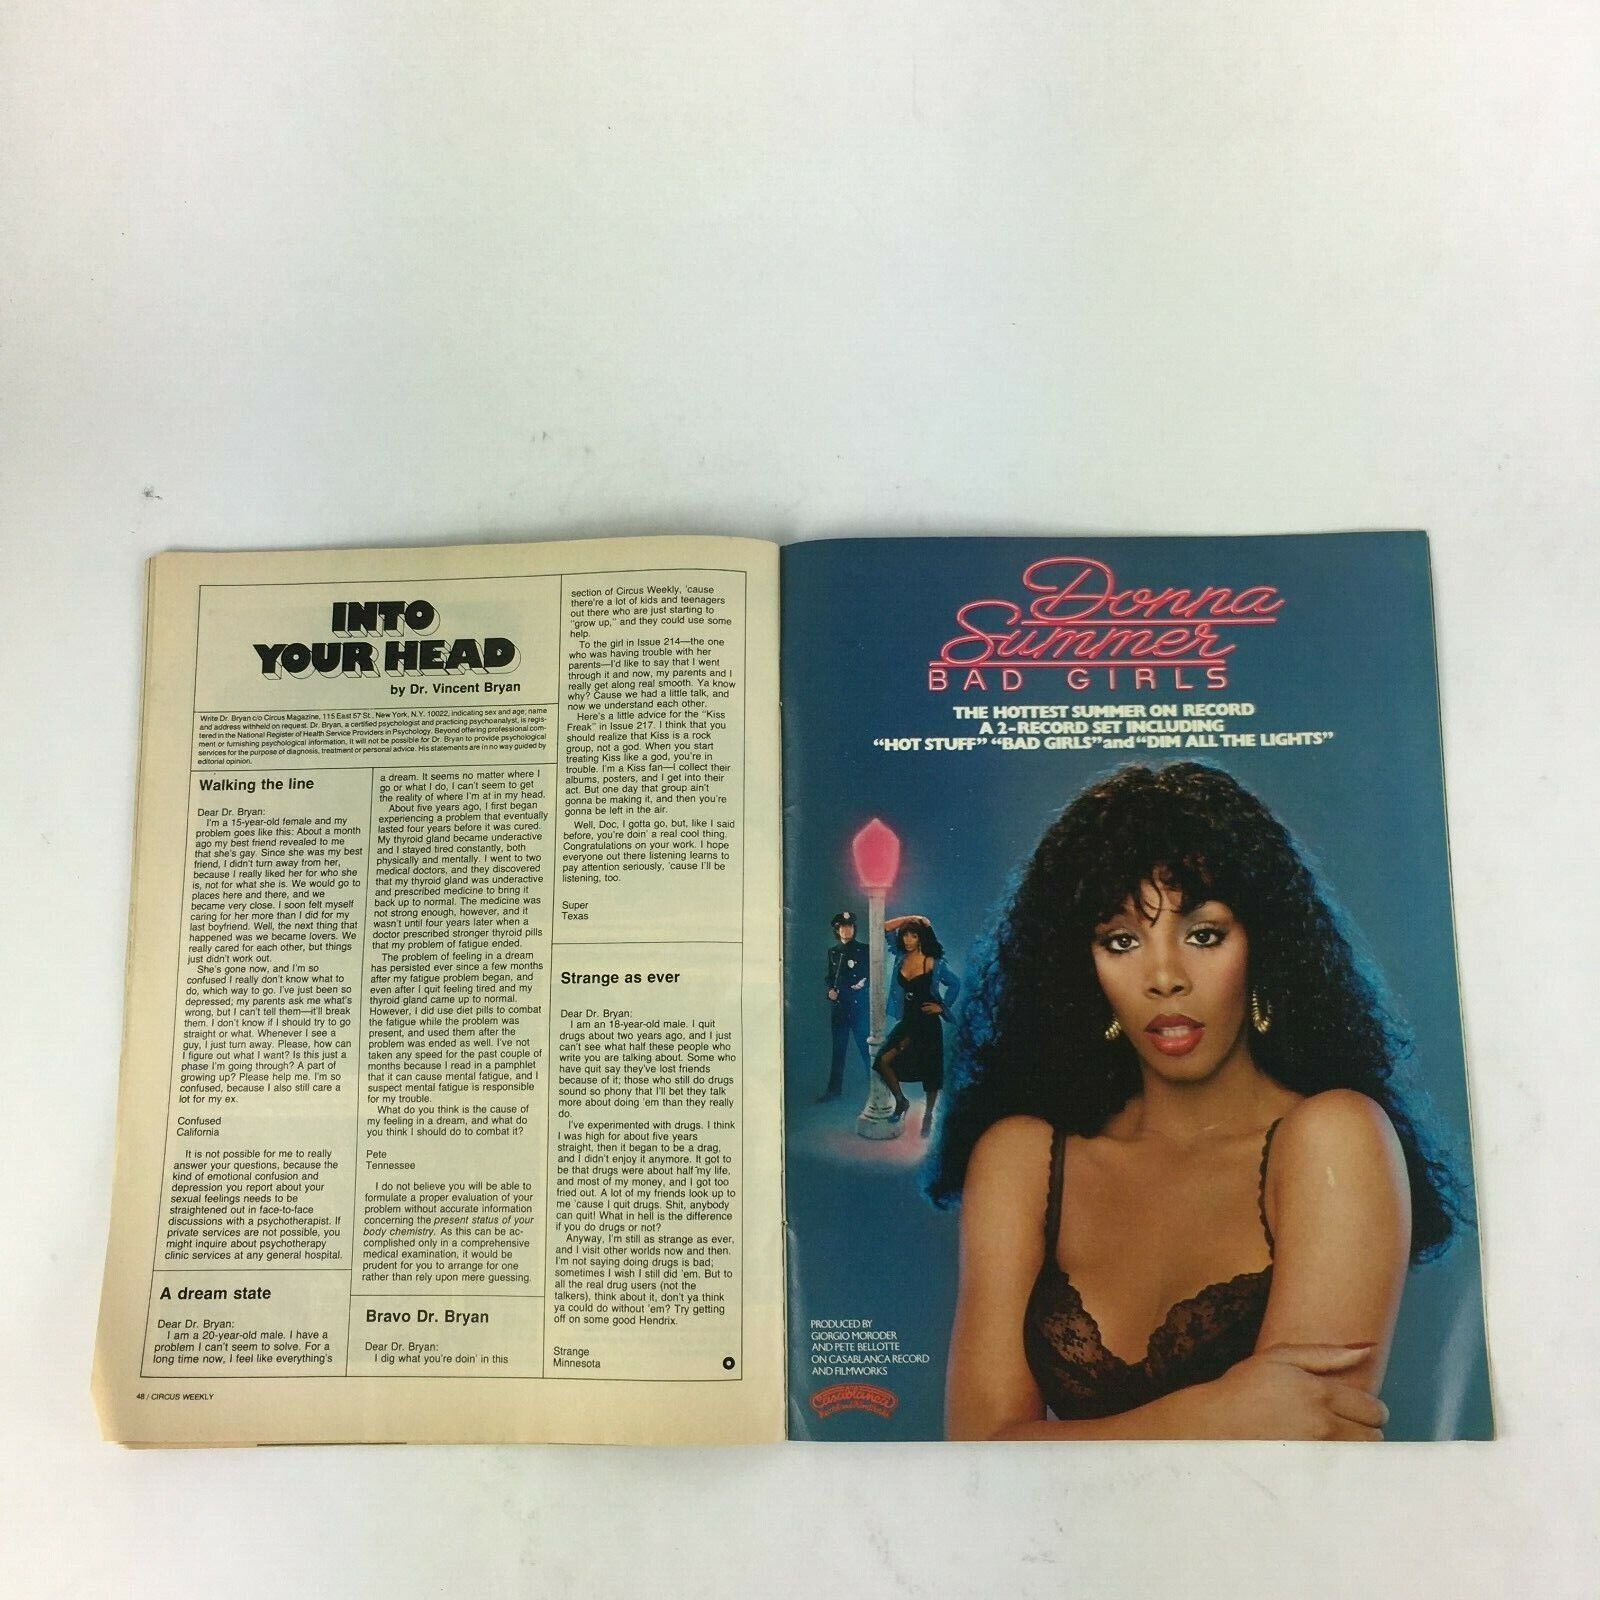 INTO
YOUR HEAD
by Dr. Vincent Bryan
Write Dr. Bryan c/o Circus Magazine, 115 East 57 St., New York, N.Y. 10022, indicating sex and age; name
and address withheld on request. Dr. Bryan, a certified psychologist and practicing psychoanalyst, is regis-
tered in the National Register of Health Service Providers in Psychology. Beyond offering professional com-
ment or furnishing psychological information, it will not be possible for Dr. Bryan to provide psychological
services for the purpose of diagnosis, treatment or personal advice. His statements are in no way guided by
editorial opinion.
Walking the line
Dear Dr. Bryan:
I'm a 15-year-old female and my
problem goes like this: About a month
ago my best friend revealed to me
that she's gay. Since she was my best
friend, I didn't turn away from her,
because I really liked her for who she
is, not for what she is. We would go to
places here and there, and we
became very close. I soon felt myself
caring for her more than I did for my
last boyfriend. Well, the next thing that
happened was we became lovers. We
really cared for each other, but things
just didn't work out.
She's gone now, and I'm so
confused I really don't know what to
do, which way to go. I've just been so
depressed; my parents ask me what's
wrong, but I can't tell them—it'll break
them. I don't know if I should try to go
straight or what. Whenever I see a
guy, I just turn away. Please, how can
I figure out what I want? Is this just a
phase I'm going through? A part of
growing up? Please help me. I'm so
confused, because I also still care a
lot for my ex.
Confused
California
It is not possible for me to really
answer your questions, because the
kind of emotional confusion and
depression you report about your
sexual feelings needs to be
straightened out in face-to-face
discussions with a psychotherapist. If
private services are not possible, you
might inquire about psychotherapy
clinic services at any general hospital.
A dream state
Dear Dr. Bryan:
I am a 20-year-old male. I have a
problem I can't seem to solve. For a
long time now, I feel like everything's
a dream. It seems no matter where I
go or what I do, I can't seem to get
the reality of where I'm at in my head.
About five years ago, I first began
experiencing a problem that eventually
lasted four years before it was cured.
My thyroid gland became underactive
and I stayed tired constantly, both
physically and mentally. I went to two
medical doctors, and they discovered
that my thyroid gland was underactive
and prescribed medicine to bring it
back up to normal. The medicine was
not strong enough, however, and it
wasn't until four years later when a
doctor prescribed stronger thyroid pills
that my problem of fatigue ended.
The problem of feeling in a dream
has persisted ever since a few months
after my fatigue problem began, and
even after I quit feeling tired and my
thyroid gland came up to normal.
However, I did use diet pills to combat
the fatigue while the problem was
present, and used them after the
problem was ended as well. I've not
taken any speed for the past couple of
months because I read in a pamphlet
that it can cause mental fatigue, and I
suspect mental fatigue is responsible
for my trouble.
What do you think is the cause of
my feeling in a dream, and what do
you think I should do to combat it?
Pete
Tennessee
I do not believe you will be able to
formulate a proper evaluation of your
problem without accurate information
concerning the present status of your
body chemistry. As this can be ac-
complished only in a comprehensive
medical examination, it would be
prudent for you to arrange for one
rather than rely upon mere guessing.
Bravo Dr. Bryan
Dear Dr. Bryan:
I dig what you're doin' in this
section of Circus Weekly, 'cause
there're a lot of kids and teenagers
out there who are just starting to
"grow up," and they could use some
help.
To the girl in Issue 214—the one
who was having trouble with her
parents—I'd like to say that I went
through it and now, my parents and I
really get along real smooth. Ya know
why? Cause we had a little talk, and
now we understand each other.
Here's a little advice for the "Kiss
Freak" in Issue 217. I think that you
should realize that Kiss is a rock
group, not a god. When you start
treating Kiss like a god, you're in
trouble. I'm a Kiss fan—I collect their
albums, posters, and I get into their
act. But one day that group ain't
gonna be making it, and then you're
gonna be left in the air.
Well, Doc, I gotta go, but, like I said
before, you're doin' a real cool thing.
Congratulations on your work. I hope
everyone out there listening learns to
pay attention seriously, 'cause I'll be
listening, too.
Super
Texas
Strange as ever
Dear Dr. Bryan:
I am an 18-year-old male. I quit
drugs about two years ago, and I just
can't see what half these people who
write you are talking about. Some who
have quit say they've lost friends
because of it; those who still do drugs
sound so phony that I'll bet they talk
more about doing 'em than they really
do.
I've experimented with drugs. I think
I was high for about five years
straight, then it began to be a drag,
and I didn't enjoy it anymore. It got to
be that drugs were about half my life,
and most of my money, and I got too
fried out. A lot of my friends look up to
me 'cause I quit drugs. Shit, anybody
can quit! What in hell is the difference
if you do drugs or not?
Anyway, I'm still as strange as ever,
and I visit other worlds now and then.
I'm not saying doing drugs is bad;
sometimes I wish I still did 'em. But to
all the real drug users (not the
talkers), think about it, don't ya think
ya could do without 'em? Try getting
off on some good Hendrix.
Strange
Minnesota
48 / CIRCUS WEEKLY
Donna
Summer
BAD GIRLS
THE HOTTEST SUMMER ON RECORD
A 2-RECORD SET INCLUDING
"HOT STUFF" "BAD GIRLS" and "DIM ALL THE LIGHTS"
PRODUCED BY
GIORGIO MORODER
AND PETE BELLOTTE
ON CASABLANCA RECORD
AND FILMWORKS
Casablanca
Record and FilmWorks